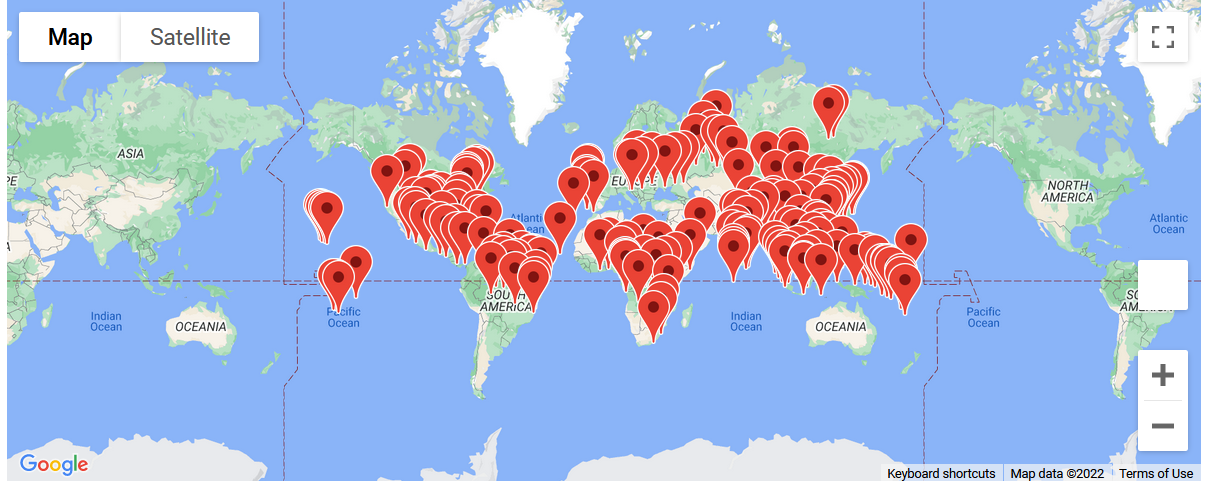 Map
Satellite
ASIA
PE
EUROPE
NORTH
AMERICA
Atlantic
Ocean
Atlantic
Ocean
A
SOUTH
AMERICA
Indian
Ocean
OCEANIA
Pacific
Ocean
Indian
Ocean
OCEANIA
Pacific
Ocean
Google
Keyboard shortcuts
Map data ©2022
Terms of Use